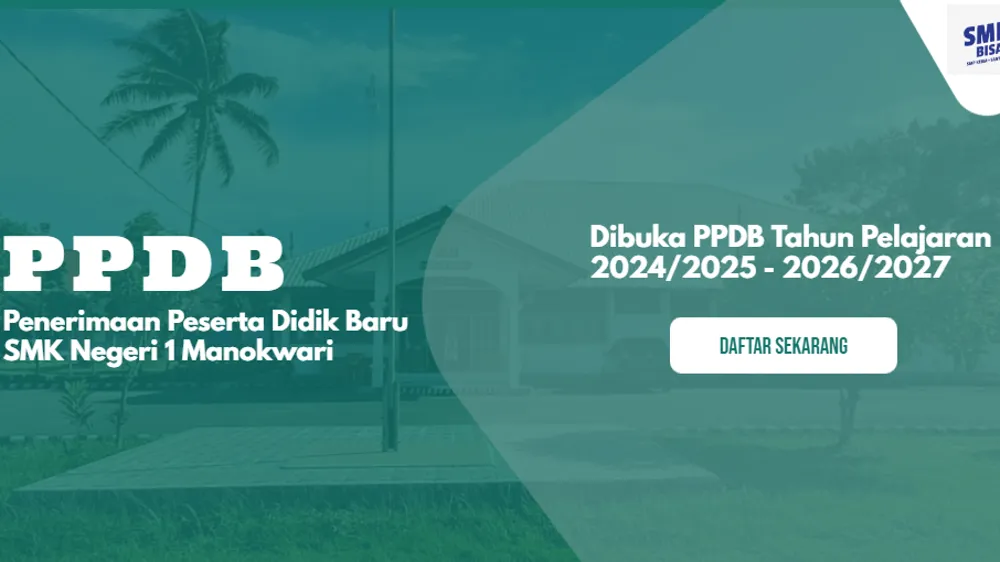 PPDB
Penerimaan Peserta Didik Baru
SMK Negeri 1 Manokwari
Dibuka PPDB Tahun Pelajaran
2024/2025 - 2026/2027
DAFTAR SEKARANG
BISA